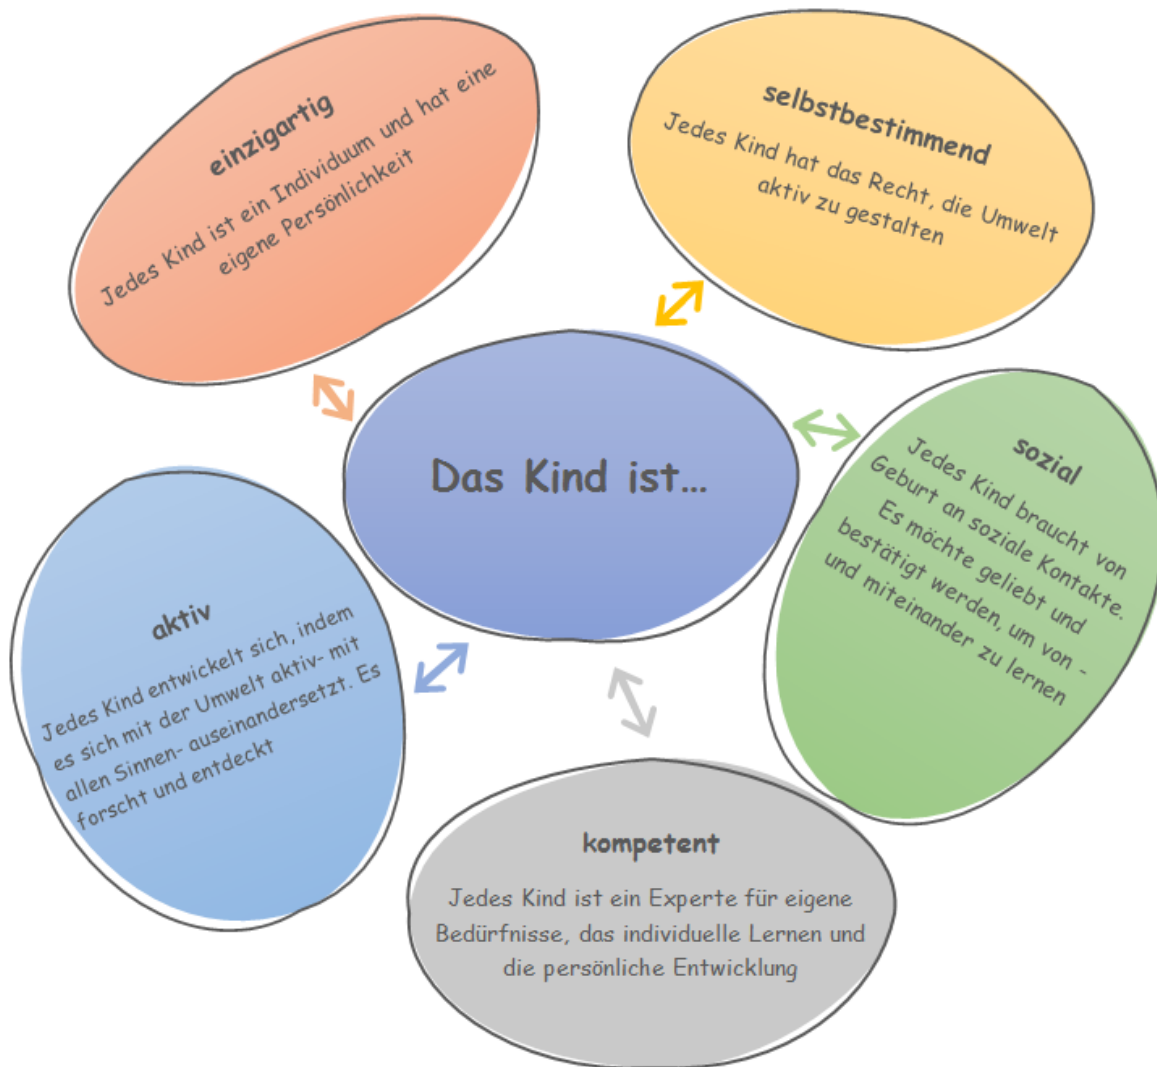 einzigartig
Jedes Kind ist ein Individuum und hat eine
eigene Persönlichkeit
selbstbestimmend
Jedes Kind hat das Recht, die Umwelt
aktiv zu gestalten
Das Kind ist...
sozial
Jedes Kind braucht von
Geburt an soziale Kontakte.
Es möchte geliebt und
bestätigt werden, um von -
und miteinander zu lernen
aktiv
Jedes Kind entwickelt sich, indem
es sich mit der Umwelt aktiv- mit
allen Sinnen- auseinandersetzt. Es
forscht und entdeckt
kompetent
Jedes Kind ist ein Experte für eigene
Bedürfnisse, das individuelle Lernen und
die persönliche Entwicklung